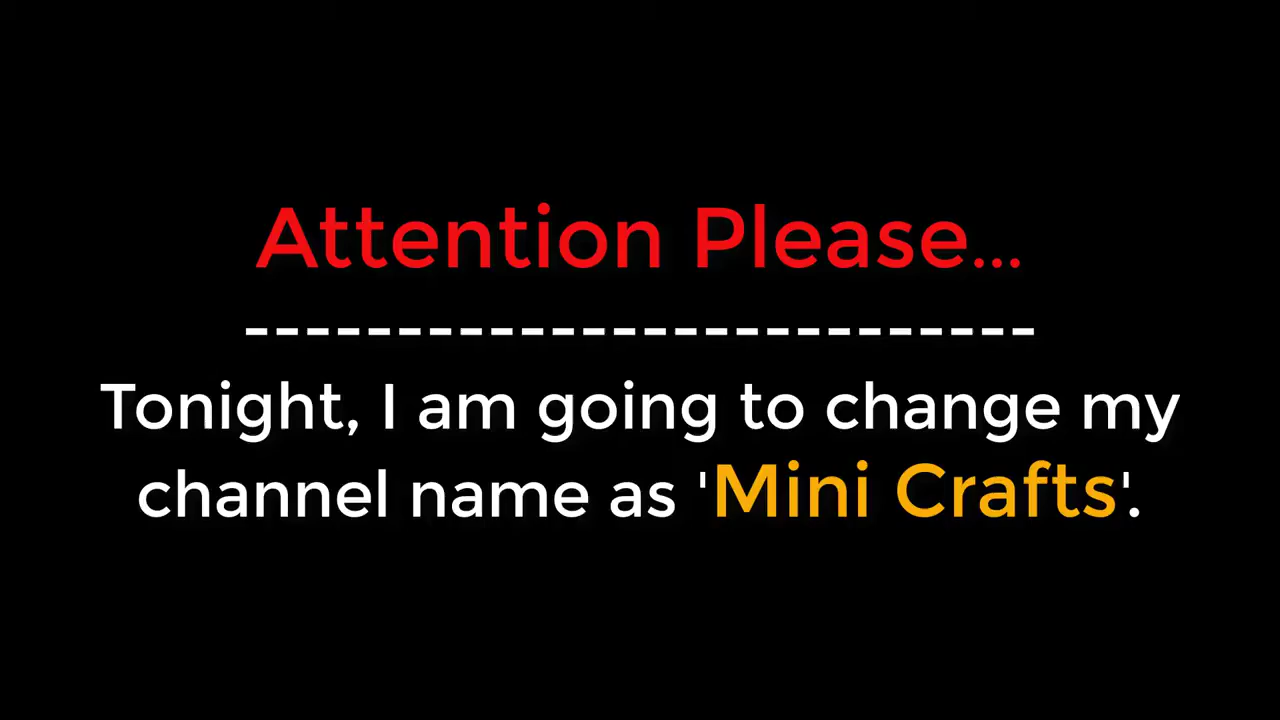 Attention Please...
--------------------------
Tonight, I am going to change my
channel name as 'Mini Crafts'.